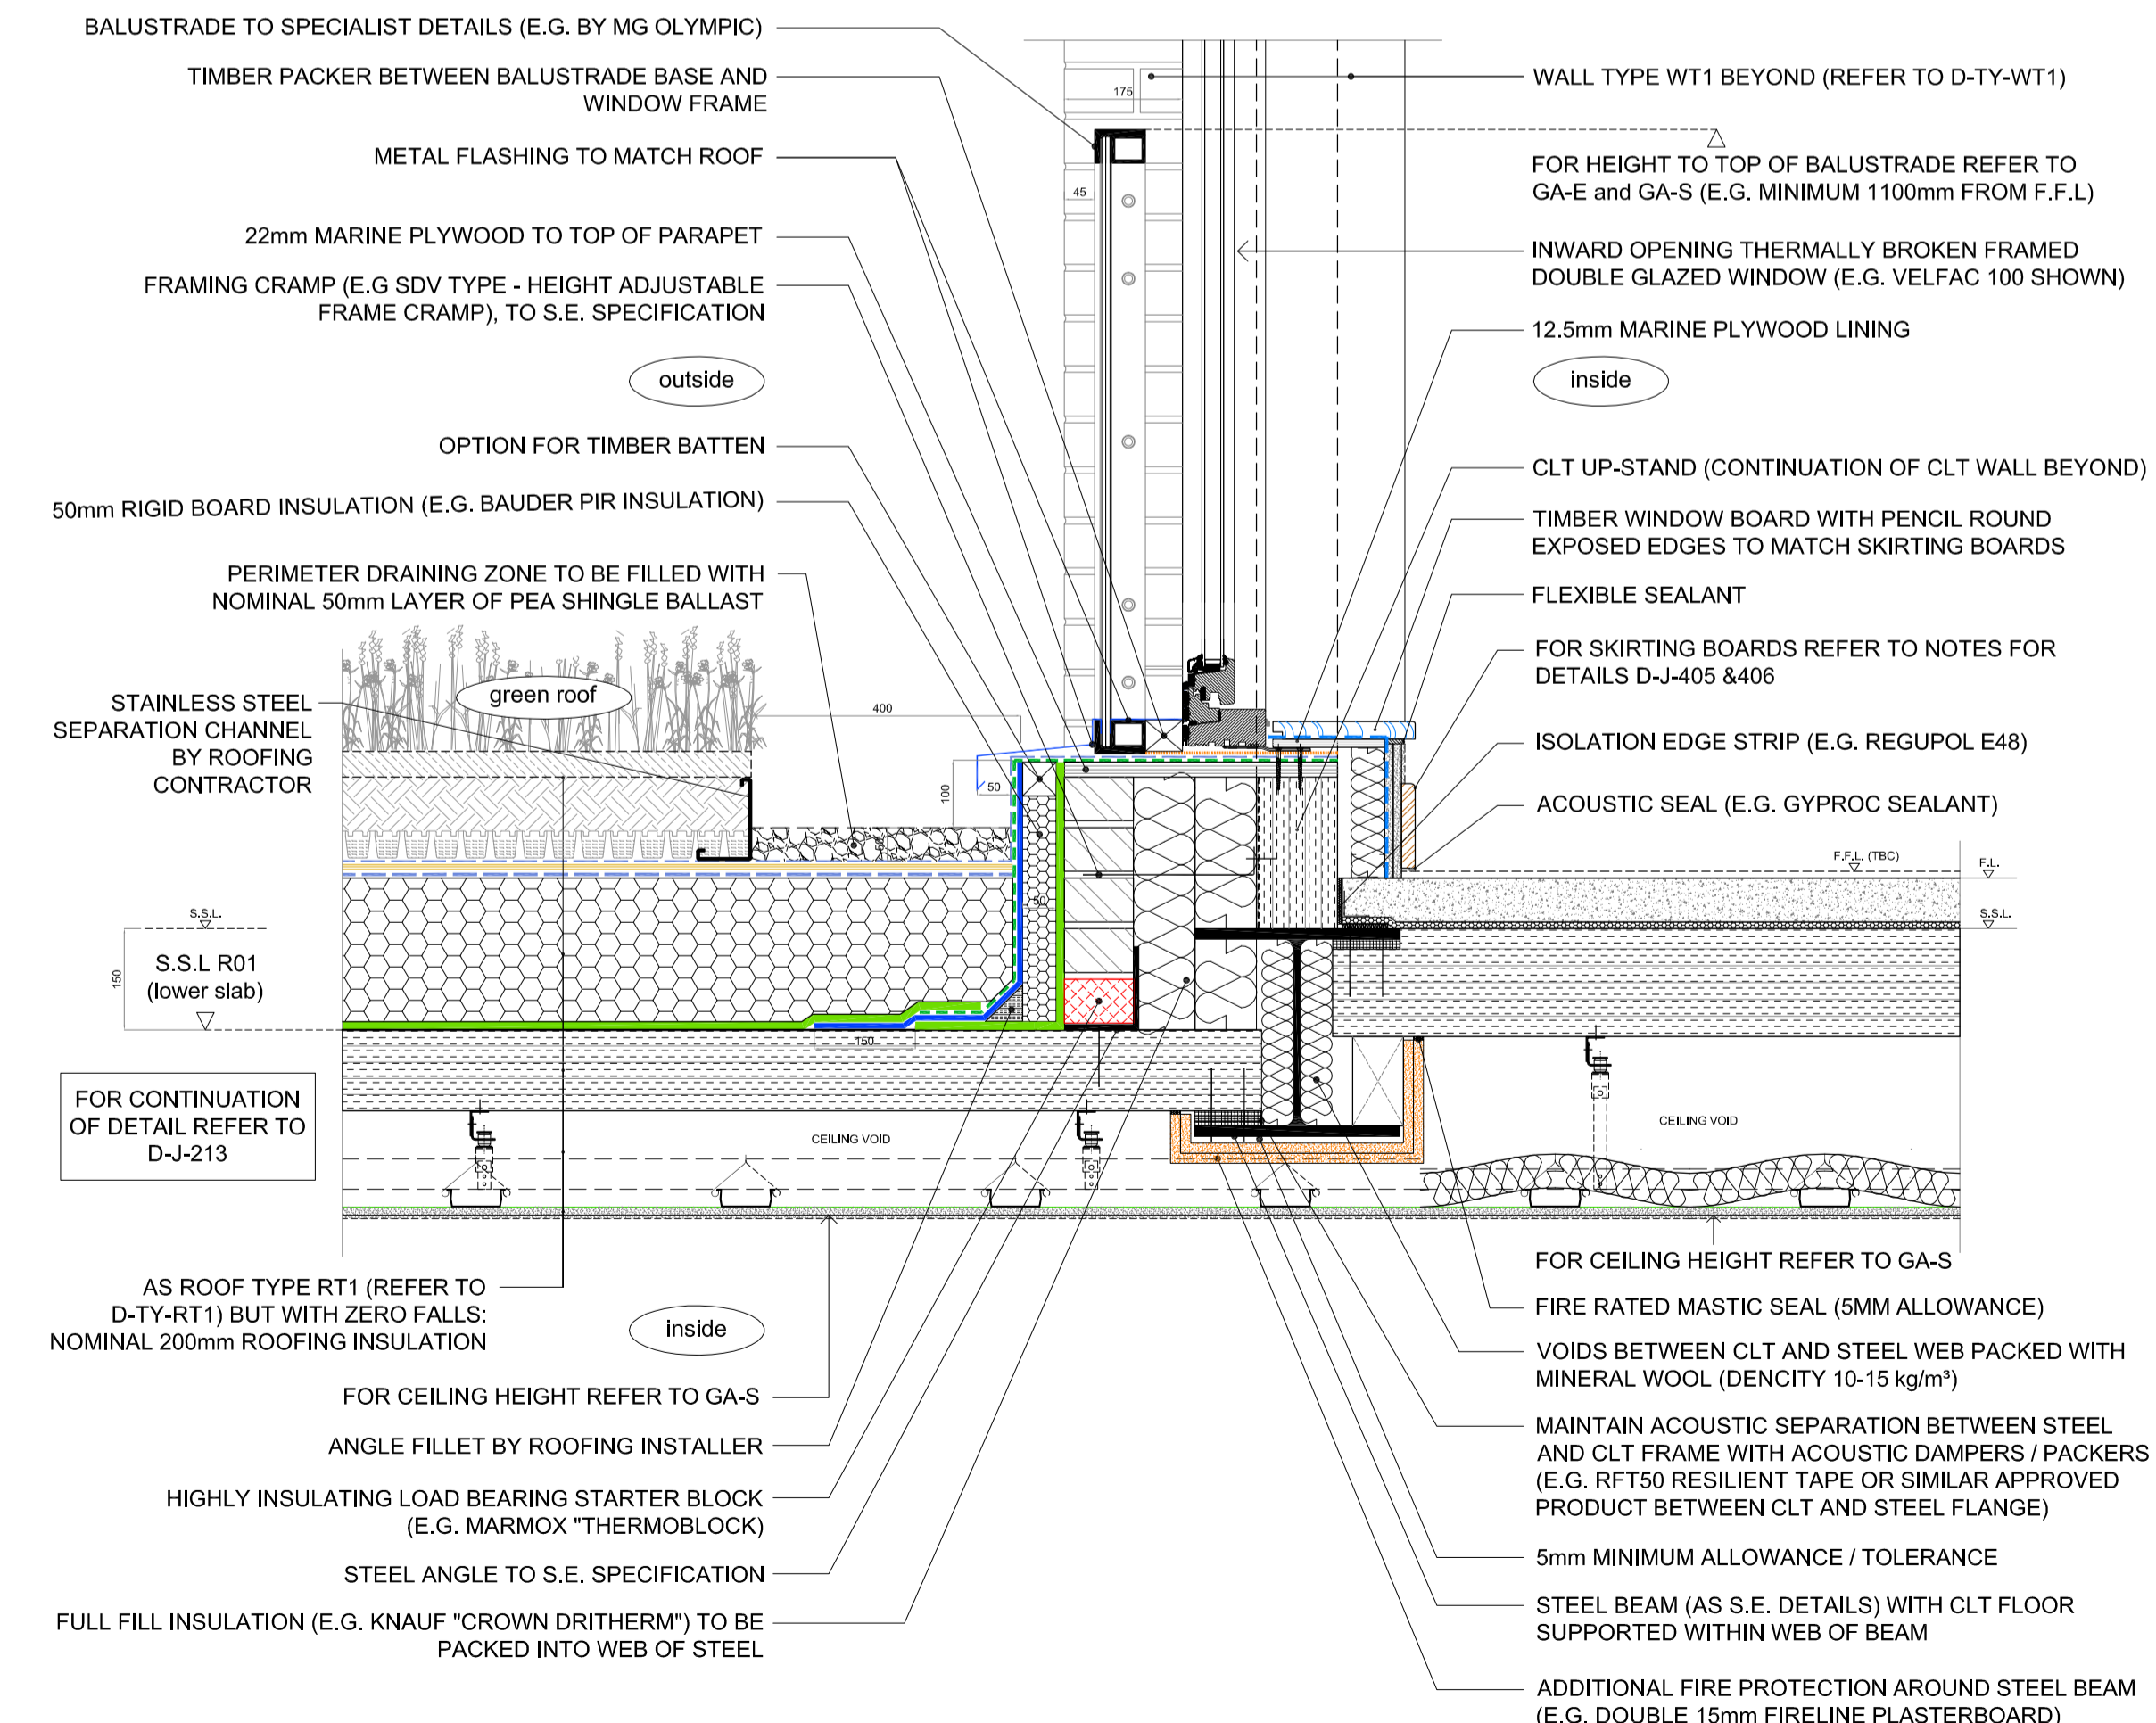 BALUSTRADE TO SPECIALIST DETAILS (E.G. BY MG OLYMPIC)
TIMBER PACKER BETWEEN BALUSTRADE BASE AND
WINDOW FRAME
METAL FLASHING TO MATCH ROOF
22mm MARINE PLYWOOD TO TOP OF PARAPET
FRAMING CRAMP (E.G SDV TYPE - HEIGHT ADJUSTABLE
FRAME CRAMP), TO S.E. SPECIFICATION
outside
OPTION FOR TIMBER BATTEN
50mm RIGID BOARD INSULATION (E.G. BAUDER PIR INSULATION)
PERIMETER DRAINING ZONE TO BE FILLED WITH
NOMINAL 50mm LAYER OF PEA SHINGLE BALLAST
green roof
STAINLESS STEEL
SEPARATION CHANNEL
BY ROOFING
CONTRACTOR
S.S.L.
150
S.S.L R01
(lower slab)
FOR CONTINUATION
OF DETAIL REFER TO
D-J-213
175
45
400
50
100
50
50
150
CEILING VOID
AS ROOF TYPE RT1 (REFER TO
D-TY-RT1) BUT WITH ZERO FALLS:
NOMINAL 200mm ROOFING INSULATION
inside
FOR CEILING HEIGHT REFER TO GA-S
ANGLE FILLET BY ROOFING INSTALLER
HIGHLY INSULATING LOAD BEARING STARTER BLOCK
(E.G. MARMOX "THERMOBLOCK)
STEEL ANGLE TO S.E. SPECIFICATION
FULL FILL INSULATION (E.G. KNAUF "CROWN DRITHERM") TO BE
PACKED INTO WEB OF STEEL
WALL TYPE WT1 BEYOND (REFER TO D-TY-WT1)
FOR HEIGHT TO TOP OF BALUSTRADE REFER TO
GA-E and GA-S (E.G. MINIMUM 1100mm FROM F.F.L)
INWARD OPENING THERMALLY BROKEN FRAMED
DOUBLE GLAZED WINDOW (E.G. VELFAC 100 SHOWN)
12.5mm MARINE PLYWOOD LINING
inside
CLT UP-STAND (CONTINUATION OF CLT WALL BEYOND)
TIMBER WINDOW BOARD WITH PENCIL ROUND
EXPOSED EDGES TO MATCH SKIRTING BOARDS
FLEXIBLE SEALANT
FOR SKIRTING BOARDS REFER TO NOTES FOR
DETAILS D-J-405 &406
ISOLATION EDGE STRIP (E.G. REGUPOL E48)
ACOUSTIC SEAL (E.G. GYPROC SEALANT)
F.F.L. (TBC)
F.L.
S.S.L.
CEILING VOID
FOR CEILING HEIGHT REFER TO GA-S
FIRE RATED MASTIC SEAL (5MM ALLOWANCE)
VOIDS BETWEEN CLT AND STEEL WEB PACKED WITH
MINERAL WOOL (DENCITY 10-15 kg/m³)
MAINTAIN ACOUSTIC SEPARATION BETWEEN STEEL
AND CLT FRAME WITH ACOUSTIC DAMPERS / PACKERS
(E.G. RFT50 RESILIENT TAPE OR SIMILAR APPROVED
PRODUCT BETWEEN CLT AND STEEL FLANGE)
5mm MINIMUM ALLOWANCE / TOLERANCE
STEEL BEAM (AS S.E. DETAILS) WITH CLT FLOOR
SUPPORTED WITHIN WEB OF BEAM
ADDITIONAL FIRE PROTECTION AROUND STEEL BEAM
(E.G. DOUBLE 15mm FIRELINE PLASTERBOARD)